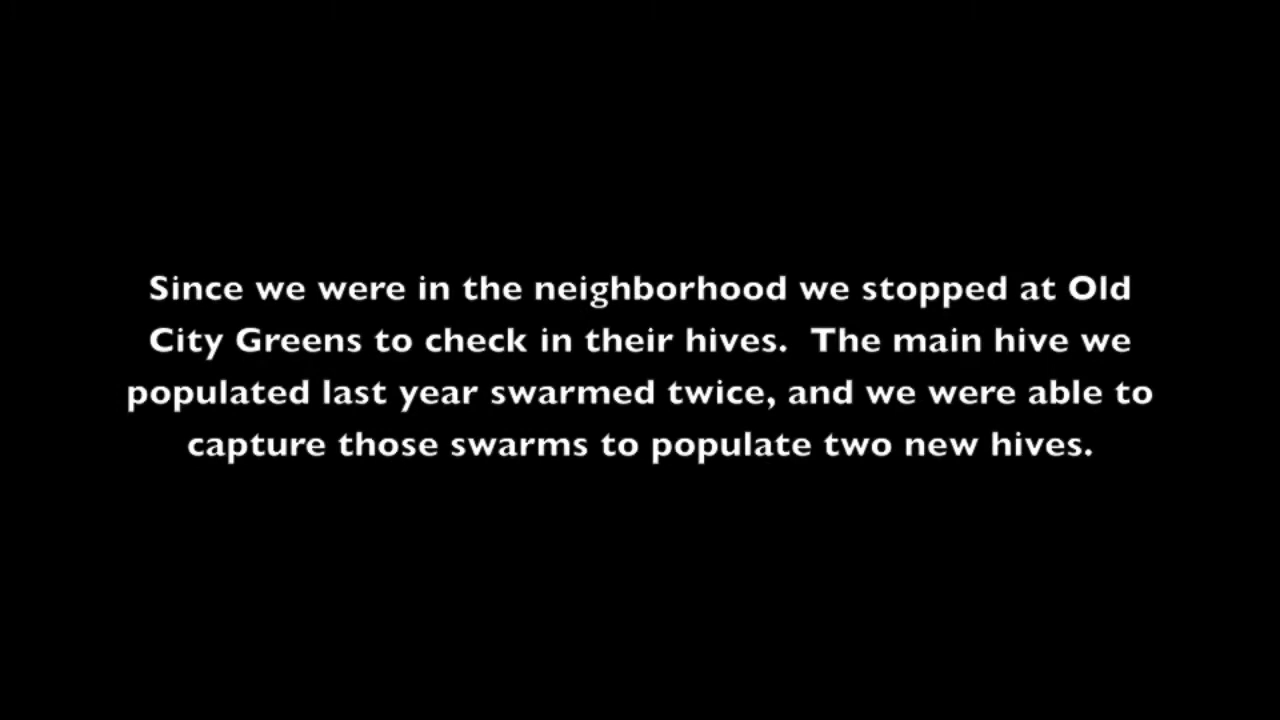 Since we were in the neighborhood we stopped at Old
City Greens to check in their hives.  The main hive we
populated last year swarmed twice, and we were able to
capture those swarms to populate two new hives.